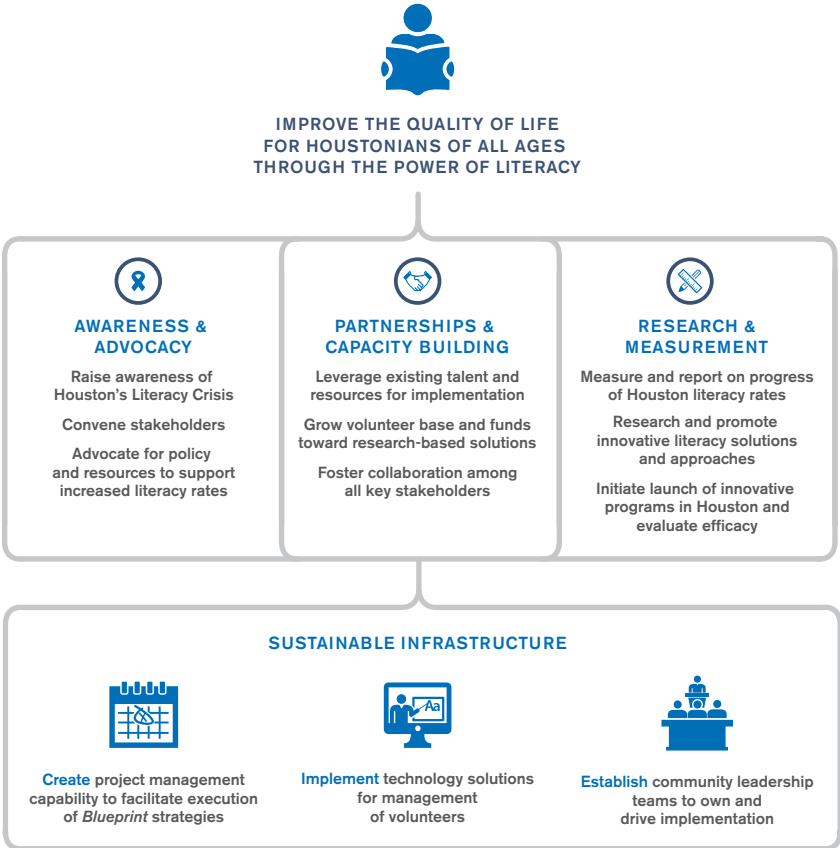 IMPROVE THE QUALITY OF LIFE
FOR HOUSTONIANS OF ALL AGES
THROUGH THE POWER OF LITERACY
AWARENESS &
ADVOCACY
Raise awareness of
Houston's Literacy Crisis
Convene stakeholders
Advocate for policy
and resources to support
increased literacy rates
PARTNERSHIPS &
CAPACITY BUILDING
Leverage existing talent and
resources for implementation
Grow volunteer base and funds
toward research-based solutions
Foster collaboration among
all key stakeholders
RESEARCH &
MEASUREMENT
Measure and report on progress
of Houston literacy rates
Research and promote
innovative literacy solutions
and approaches
Initiate launch of innovative
programs in Houston and
evaluate efficacy
SUSTAINABLE INFRASTRUCTURE
Aa
Create project management
capability to facilitate execution
of Blueprint strategies
Implement technology solutions
for management
of volunteers
Establish community leadership
teams to own and
drive implementation